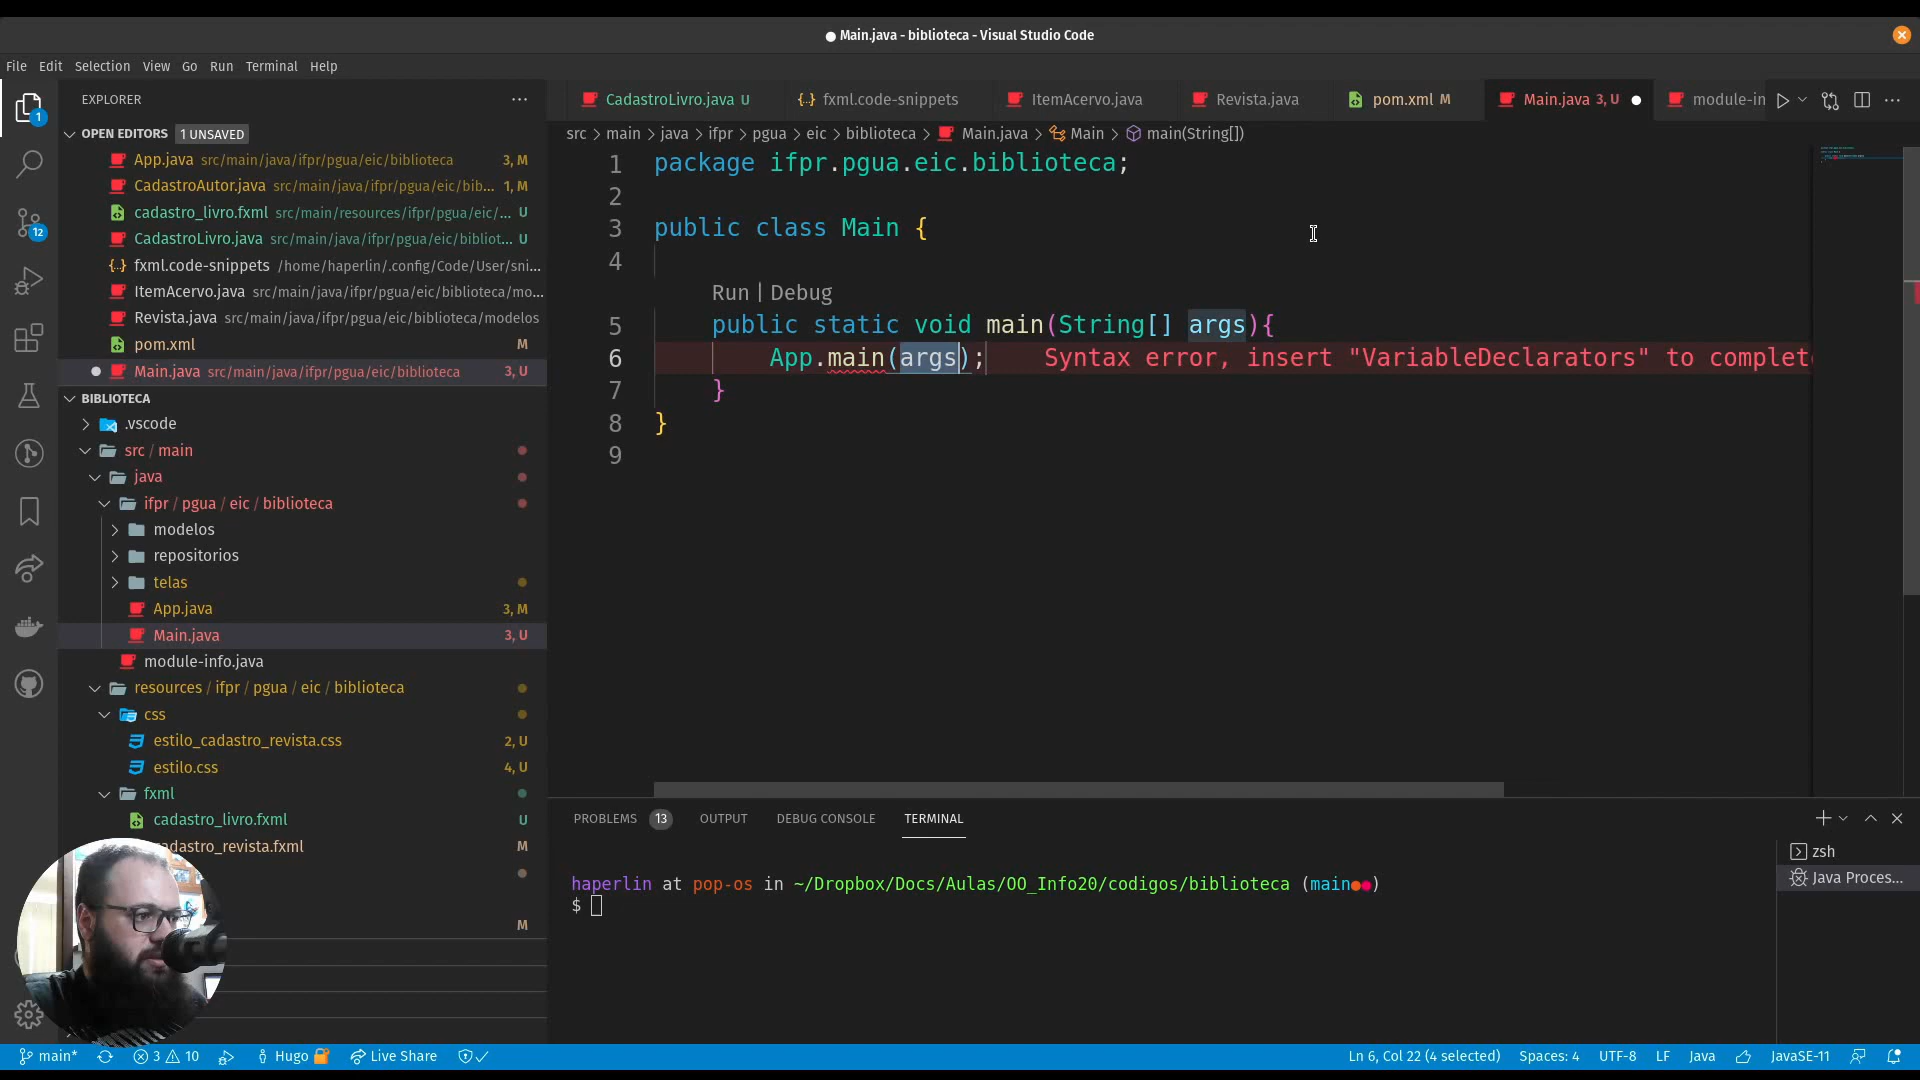 Main.java - biblioteca - Visual Studio Code
File Edit Selection View Go Run Terminal Help
EXPLORER
OPEN EDITORS 1 UNSAVED
App.java src/main/java/ifpr/pgua/eic/biblioteca 3, M
CadastroAutor.java src/main/java/ifpr/pgua/eic/bib... 1, M
cadastro_livro.fxml src/main/resources/ifpr/pgua/eic/... U
CadastroLivro.java src/main/java/ifpr/pgua/eic/bibliot... U
fxml.code-snippets /home/haperlin/.config/Code/User/sni...
ItemAcervo.java src/main/java/ifpr/pgua/eic/biblioteca/mo...
Revista.java src/main/java/ifpr/pgua/eic/biblioteca/modelos
pom.xml M
Main.java src/main/java/ifpr/pgua/eic/biblioteca 3, U
BIBLIOTECA
.vscode
src / main
java
ifpr / pgua / eic / biblioteca
modelos
repositorios
telas
App.java 3, M
Main.java 3, U
module-info.java
resources / ifpr / pgua / eic / biblioteca
css
estilo_cadastro_revista.css 2, U
estilo.css 4, U
fxml
cadastro_livro.fxml U
cadastro_revista.fxml M
M
CadastroLivro.java U fxml.code-snippets ItemAcervo.java Revista.java pom.xml M Main.java 3, U module-in
src > main > java > ifpr > pgua > eic > biblioteca > Main.java > Main > main(String[])
1 package ifpr.pgua.eic.biblioteca;
2
3 public class Main {
4
Run | Debug
5 public static void main(String[] args){
6 App.main(args); Syntax error, insert "VariableDeclarators" to complete
7 }
8 }
9
PROBLEMS 13 OUTPUT DEBUG CONSOLE TERMINAL
haperlin at pop-os in ~/Dropbox/Docs/Aulas/OO_Info20/codigos/biblioteca (main●●)
$
zsh
Java Proces...
main* 3 10 Hugo Live Share
Ln 6, Col 22 (4 selected) Spaces: 4 UTF-8 LF Java JavaSE-11
1
12